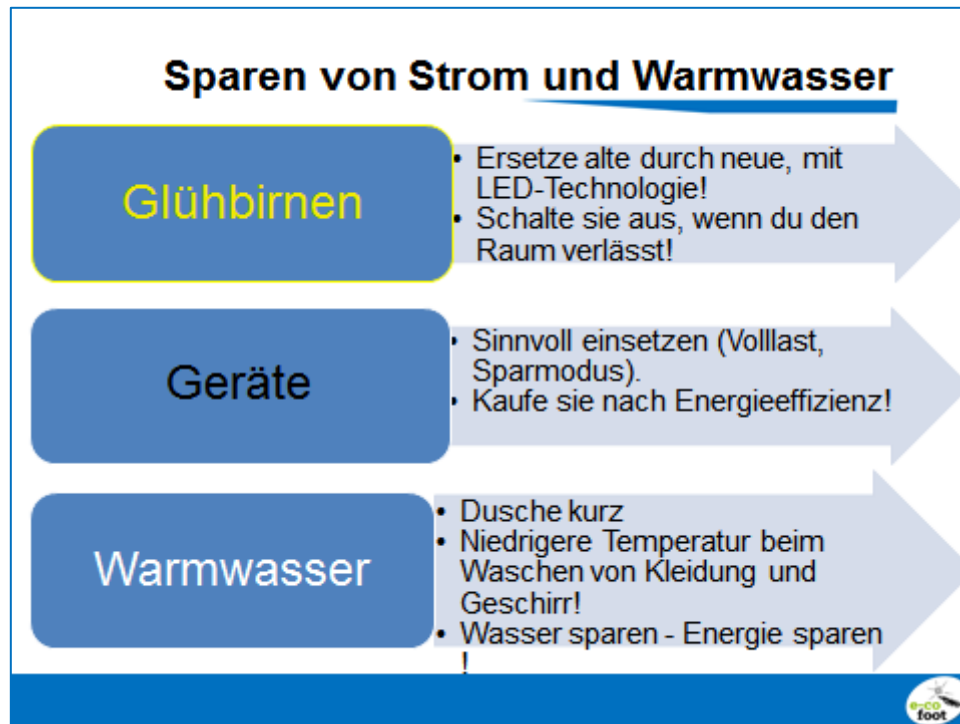 Sparen von Strom und Warmwasser
Glühbirnen
• Ersetze alte durch neue, mit
LED-Technologie!
• Schalte sie aus, wenn du den
Raum verlässt!
Geräte
• Sinnvoll einsetzen (Volllast,
Sparmodus).
• Kaufe sie nach Energieeffizienz!
Warmwasser
• Dusche kurz
• Niedrigere Temperatur beim
Waschen von Kleidung und
Geschirr!
• Wasser sparen - Energie sparen
!
e-co
foot